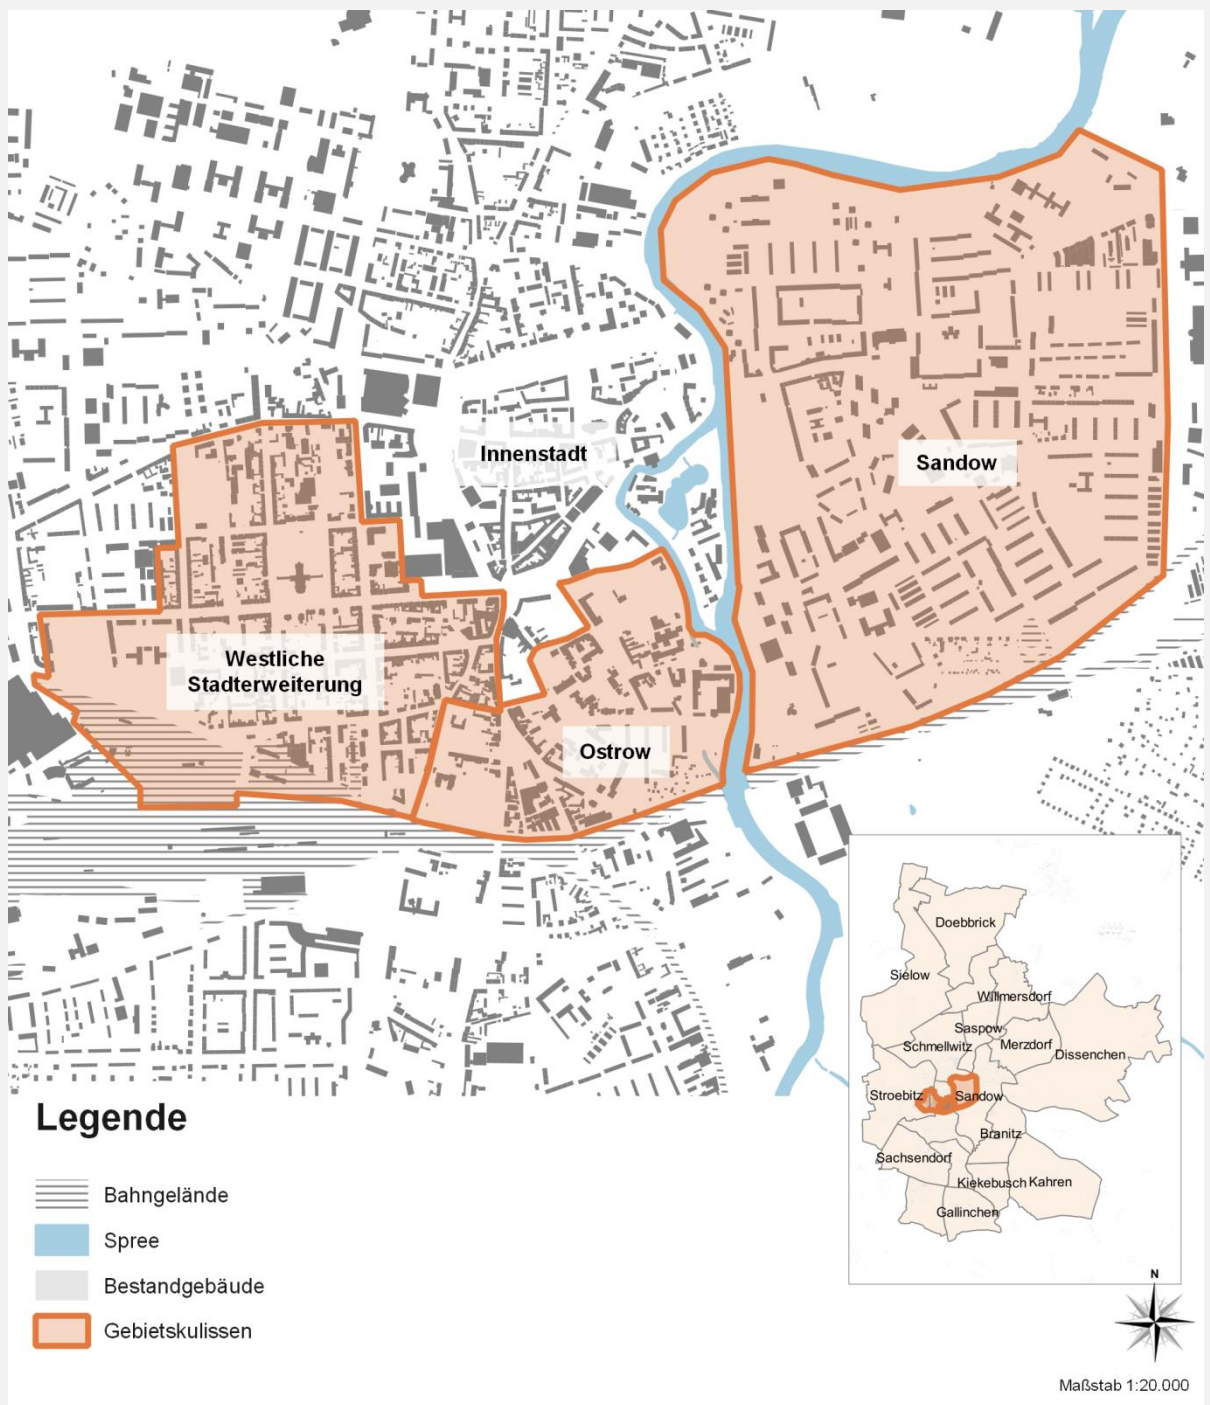 Innenstadt
Sandow
Westliche
Stadterweiterung
Ostrow
Doebbrick
Sielow
Willmersdorf
Saspow
Schmellwitz
Merzdorf
Dissenchen
Stroebitz
Sandow
Branitz
Sachsendorf
Kiekebusch
Kahren
Gallinchen
Legende
Bahngelände
Spree
Bestandgebäude
Gebietskulissen
N
Maßstab 1:20.000